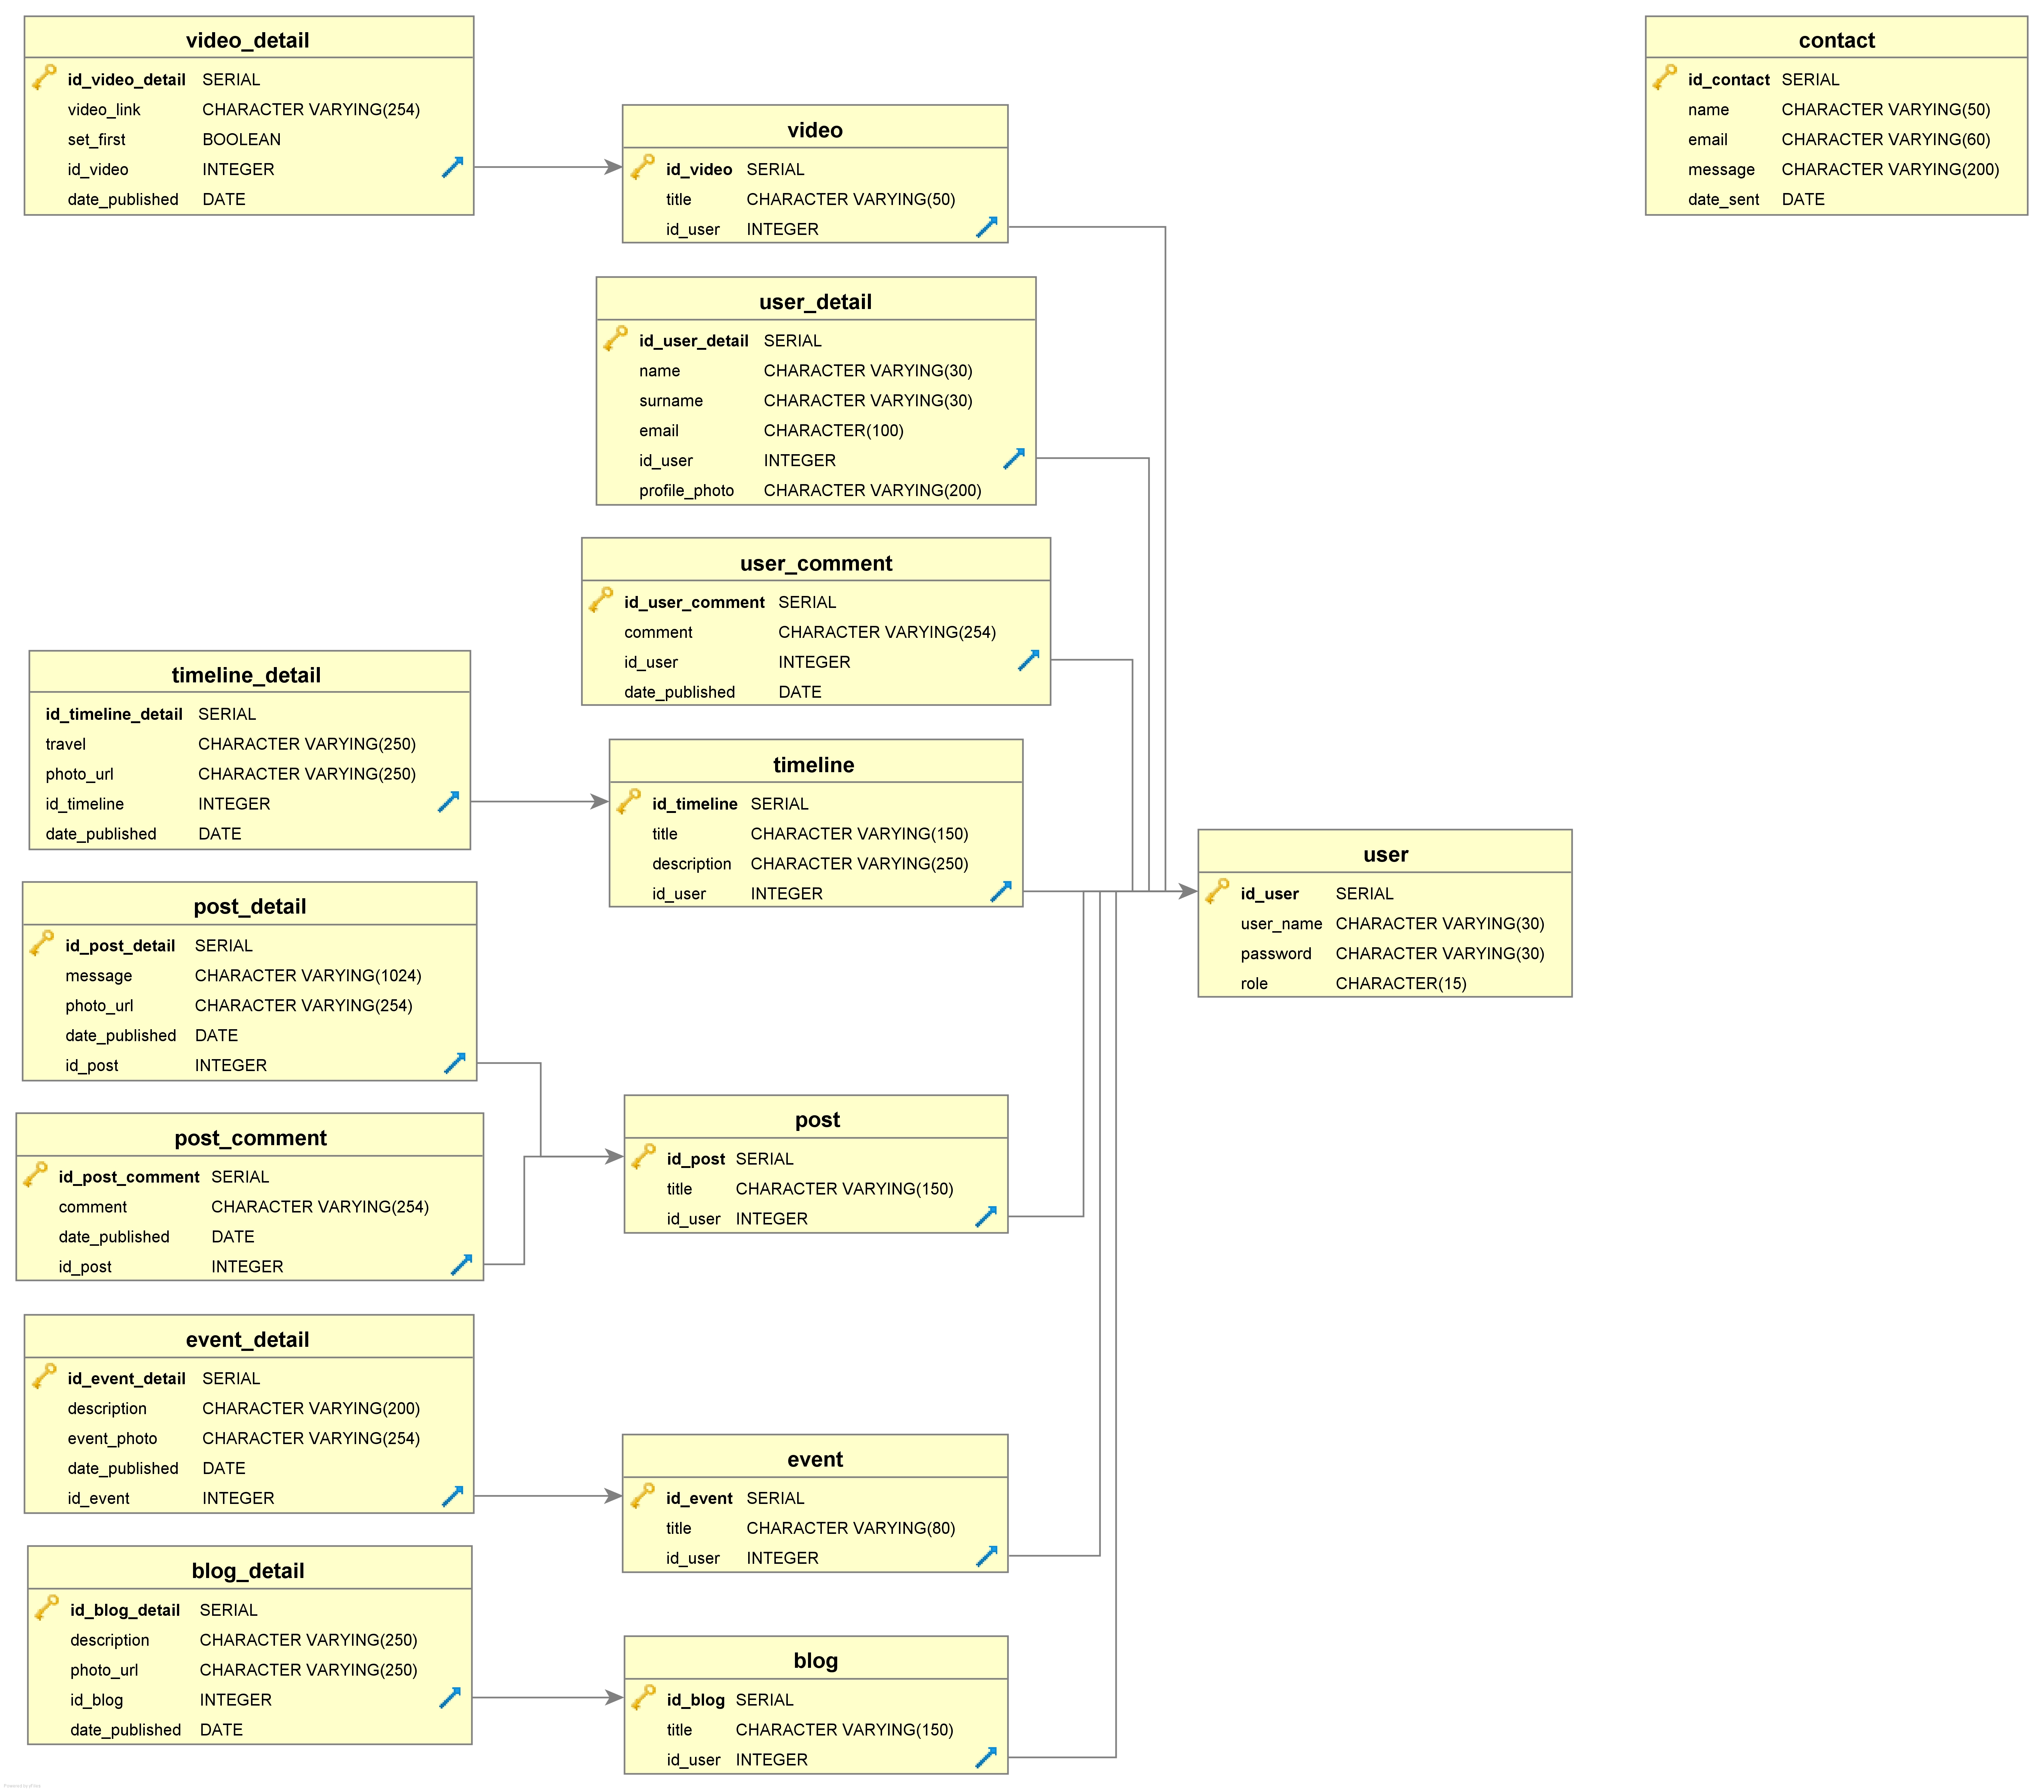 video_detail
id_video_detail SERIAL
video_link CHARACTER VARYING(254)
set_first BOOLEAN
id_video INTEGER
date_published DATE
contact
id_contact SERIAL
name CHARACTER VARYING(50)
email CHARACTER VARYING(60)
message CHARACTER VARYING(200)
date_sent DATE
video
id_video SERIAL
title CHARACTER VARYING(50)
id_user INTEGER
user_detail
id_user_detail SERIAL
name CHARACTER VARYING(30)
surname CHARACTER VARYING(30)
email CHARACTER(100)
id_user INTEGER
profile_photo CHARACTER VARYING(200)
user_comment
id_user_comment SERIAL
comment CHARACTER VARYING(254)
id_user INTEGER
date_published DATE
timeline_detail
id_timeline_detail SERIAL
travel CHARACTER VARYING(250)
photo_url CHARACTER VARYING(250)
id_timeline INTEGER
date_published DATE
timeline
id_timeline SERIAL
title CHARACTER VARYING(150)
description CHARACTER VARYING(250)
id_user INTEGER
user
id_user SERIAL
user_name CHARACTER VARYING(30)
password CHARACTER VARYING(30)
role CHARACTER(15)
post_detail
id_post_detail SERIAL
message CHARACTER VARYING(1024)
photo_url CHARACTER VARYING(254)
date_published DATE
id_post INTEGER
post_comment
id_post_comment SERIAL
comment CHARACTER VARYING(254)
date_published DATE
id_post INTEGER
post
id_post SERIAL
title CHARACTER VARYING(150)
id_user INTEGER
event_detail
id_event_detail SERIAL
description CHARACTER VARYING(200)
event_photo CHARACTER VARYING(254)
date_published DATE
id_event INTEGER
event
id_event SERIAL
title CHARACTER VARYING(80)
id_user INTEGER
blog_detail
id_blog_detail SERIAL
description CHARACTER VARYING(250)
photo_url CHARACTER VARYING(250)
id_blog INTEGER
date_published DATE
blog
id_blog SERIAL
title CHARACTER VARYING(150)
id_user INTEGER
Powered by yFiles